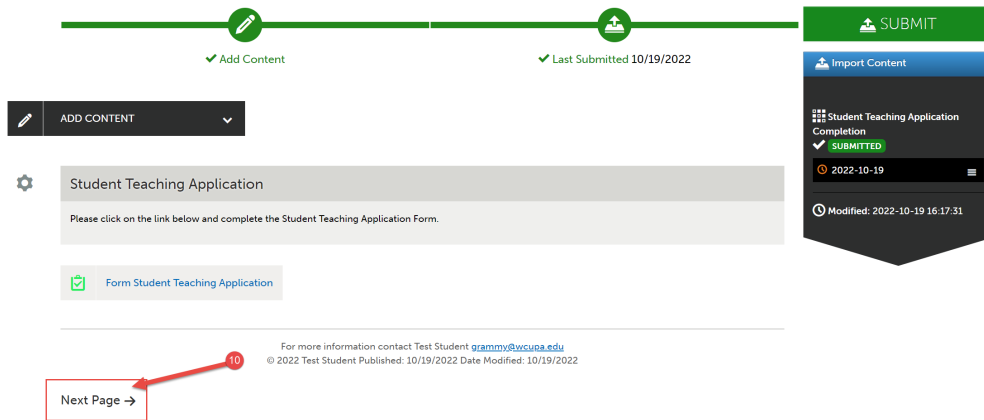 Add Content
Last Submitted 10/19/2022
SUBMIT
Import Content
Student Teaching Application
Completion
SUBMITTED
2022-10-19
Modified: 2022-10-19 16:17:31
ADD CONTENT
Student Teaching Application
Please click on the link below and complete the Student Teaching Application Form.
Form Student Teaching Application
For more information contact Test Student grammy@wcupa.edu
© 2022 Test Student Published: 10/19/2022 Date Modified: 10/19/2022
10
Next Page →